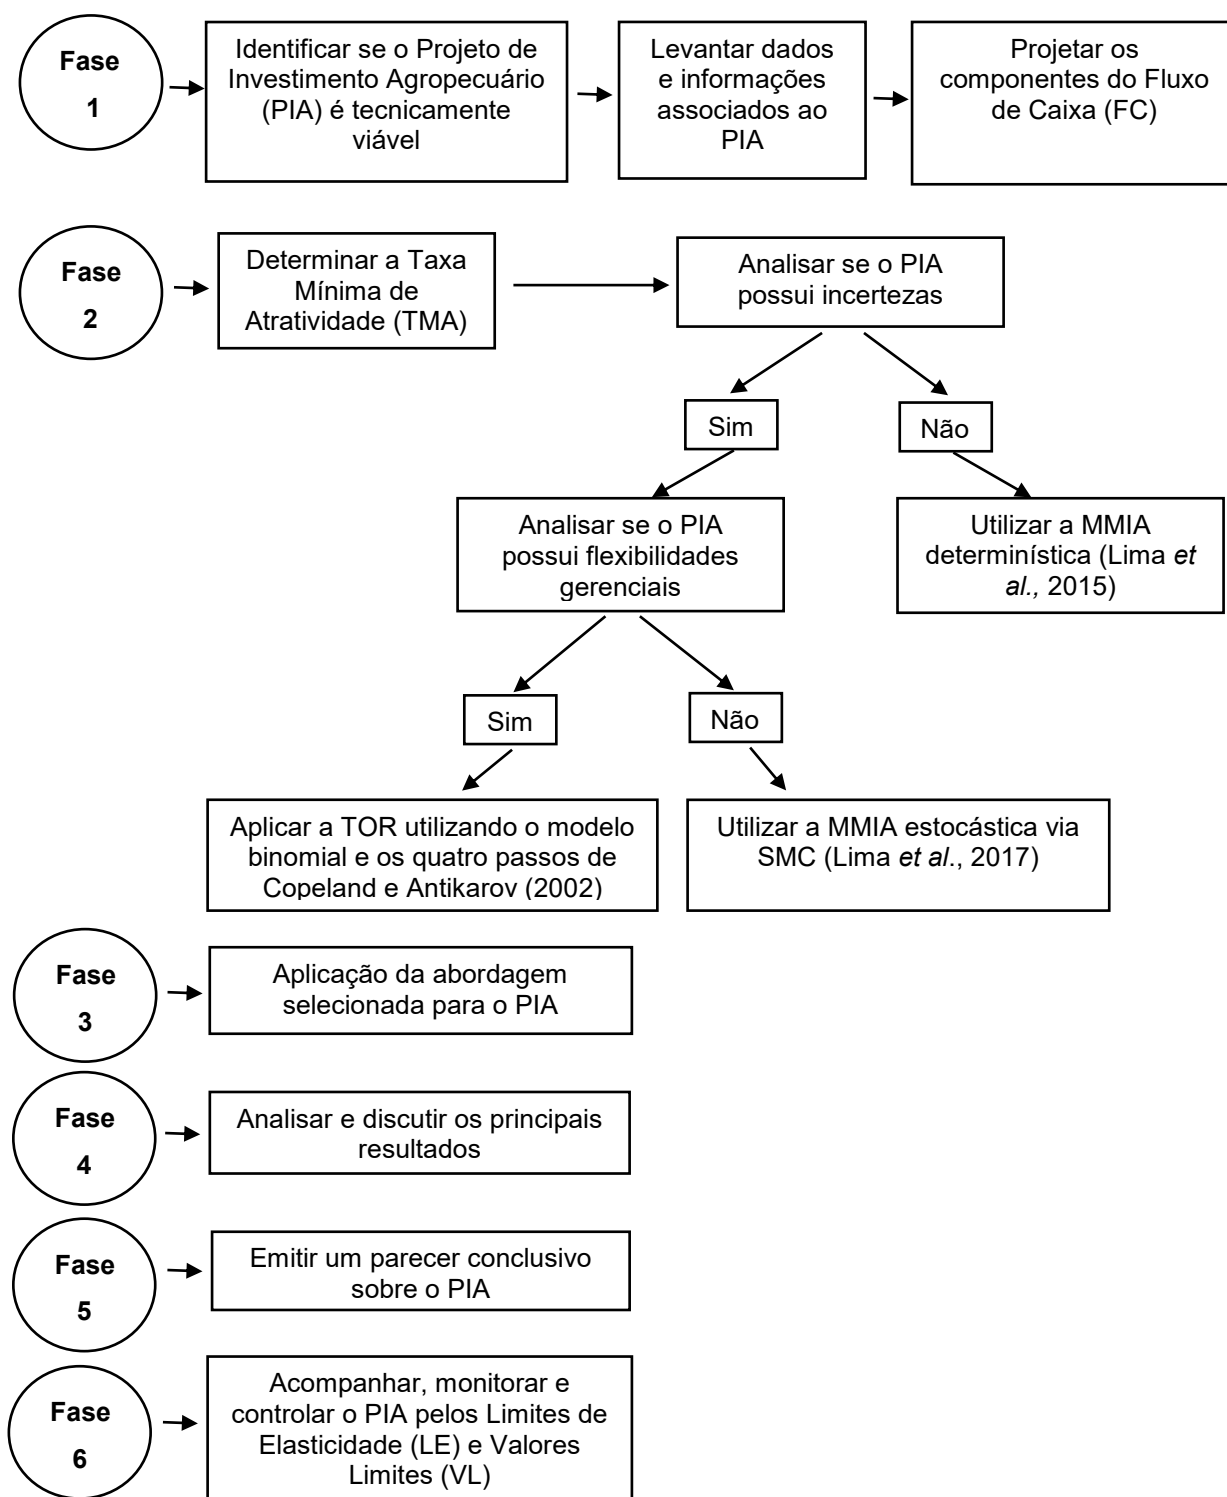 Fase
1
Identificar se o Projeto de
Investimento Agropecuário
(PIA) é tecnicamente
viável
Levantar dados
e informações
associados ao
PIA
Projetar os
componentes do Fluxo
de Caixa (FC)
Fase
2
Determinar a Taxa
Mínima de
Atratividade (TMA)
Analisar se o PIA
possui incertezas
Sim
Não
Analisar se o PIA
possui flexibilidades
gerenciais
Utilizar a MMIA
determinística (Lima et
al., 2015)
Sim
Não
Aplicar a TOR utilizando o modelo
binomial e os quatro passos de
Copeland e Antikarov (2002)
Utilizar a MMIA estocástica via
SMC (Lima et al., 2017)
Fase
3
Aplicação da abordagem
selecionada para o PIA
Fase
4
Analisar e discutir os principais
resultados
Fase
5
Emitir um parecer conclusivo
sobre o PIA
Fase
6
Acompanhar, monitorar e
controlar o PIA pelos Limites de
Elasticidade (LE) e Valores
Limites (VL)